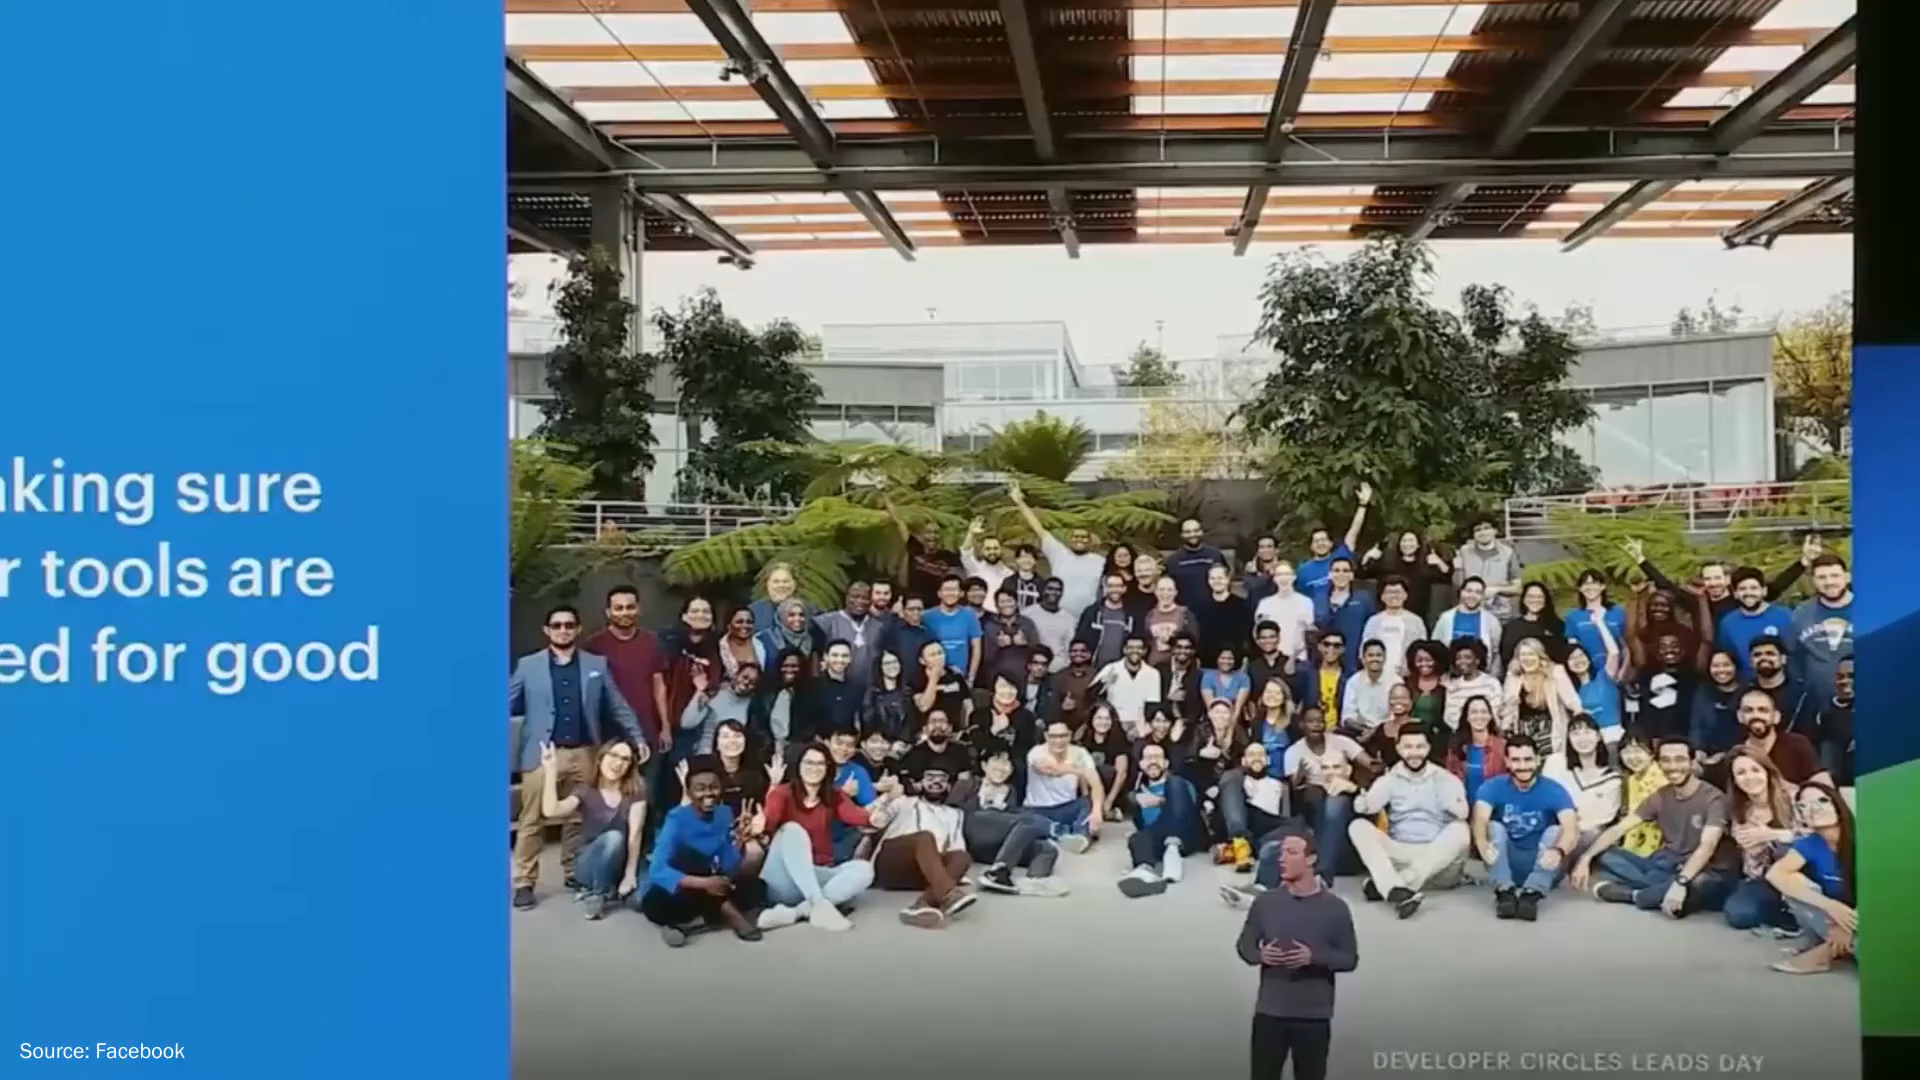 aking sure
r tools are
ed for good
Source: Facebook
DEVELOPER CIRCLES LEADS DAY